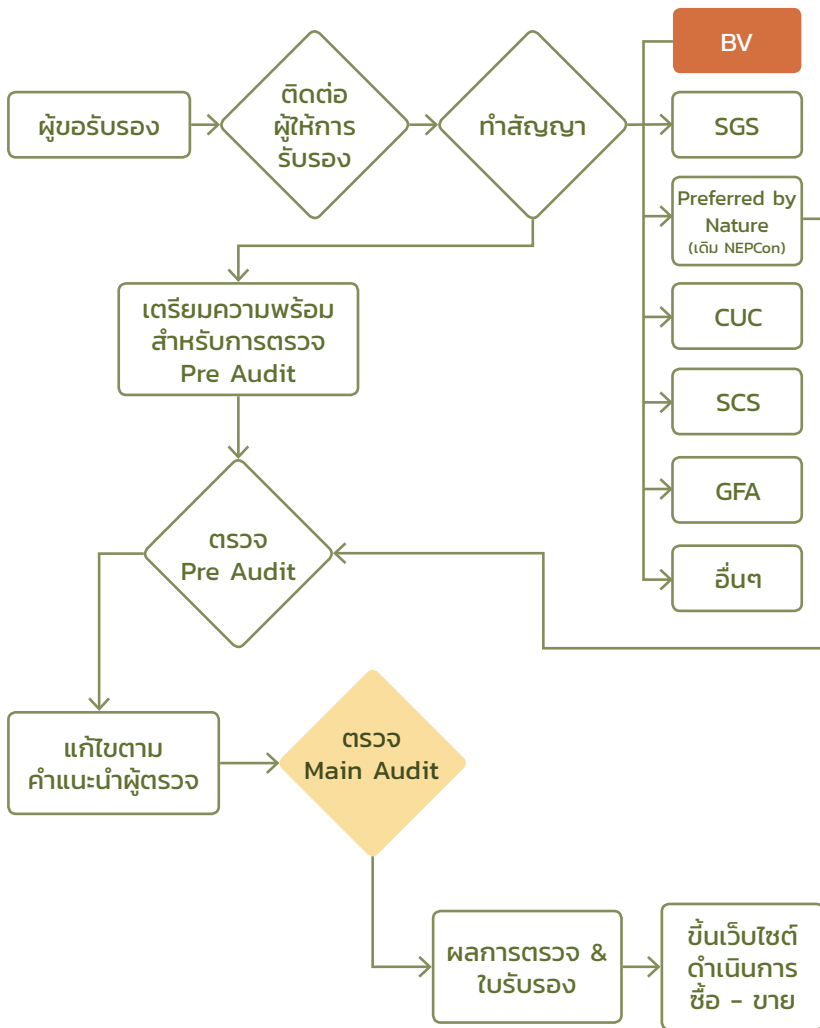 ผู้ขอรับรอง
ติดต่อ
ผู้ให้การ
รับรอง
ทำสัญญา
BV
SGS
Preferred by
Nature
(เดิม NEPCon)
CUC
SCS
GFA
อื่นๆ
เตรียมความพร้อม
สำหรับการตรวจ
Pre Audit
ตรวจ
Pre Audit
แก้ไขตาม
คำแนะนำผู้ตรวจ
ตรวจ
Main Audit
ผลการตรวจ &
ใบรับรอง
ขึ้นเว็บไซต์
ดำเนินการ
ซื้อ - ขาย